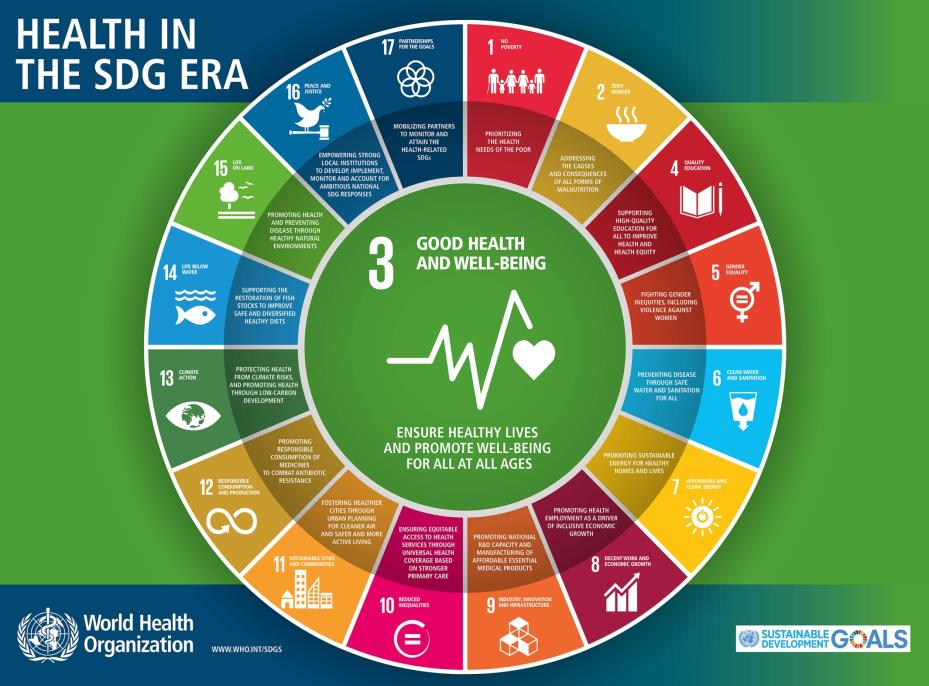 HEALTH IN
THE SDG ERA
3
GOOD HEALTH
AND WELL-BEING
ENSURE HEALTHY LIVES
AND PROMOTE WELL-BEING
FOR ALL AT ALL AGES
1
NO
POVERTY
PRIORITIZING
THE HEALTH
NEEDS OF THE POOR
2
ZERO
HUNGER
ADDRESSING
THE CAUSES
AND CONSEQUENCES
OF ALL FORMS OF
MALNUTRITION
4
QUALITY
EDUCATION
SUPPORTING
HIGH-QUALITY
EDUCATION FOR
ALL TO IMPROVE
HEALTH AND
HEALTH EQUITY
5
GENDER
EQUALITY
FIGHTING GENDER
INEQUITIES, INCLUDING
VIOLENCE AGAINST
WOMEN
6
CLEAN WATER
AND SANITATION
PREVENTING DISEASE
THROUGH SAFE
WATER AND SANITATION
FOR ALL
7
AFFORDABLE AND
CLEAN ENERGY
PROMOTING SUSTAINABLE
ENERGY FOR HEALTHY
HOMES AND LIVES
8
DECENT WORK AND
ECONOMIC GROWTH
PROMOTING HEALTH
EMPLOYMENT AS A DRIVER
OF INCLUSIVE ECONOMIC
GROWTH
9
INDUSTRY, INNOVATION
AND INFRASTRUCTURE
PROMOTING NATIONAL
R&D CAPACITY AND
MANUFACTURING OF
AFFORDABLE ESSENTIAL
MEDICAL PRODUCTS
10
REDUCED
INEQUALITIES
ENSURING EQUITABLE
ACCESS TO HEALTH
SERVICES THROUGH
UNIVERSAL HEALTH
COVERAGE BASED
ON STRONGER
PRIMARY CARE
11
SUSTAINABLE CITIES
AND COMMUNITIES
FOSTERING HEALTHIER
CITIES THROUGH
URBAN PLANNING
FOR CLEANER AIR
AND SAFER AND MORE
ACTIVE LIVING
12
RESPONSIBLE
CONSUMPTION
AND PRODUCTION
PROMOTING
RESPONSIBLE
CONSUMPTION OF
MEDICINES
TO COMBAT ANTIBIOTIC
RESISTANCE
13
CLIMATE
ACTION
PROTECTING HEALTH
FROM CLIMATE RISKS,
AND PROMOTING HEALTH
THROUGH LOW-CARBON
DEVELOPMENT
14
LIFE BELOW
WATER
SUPPORTING THE
RESTORATION OF FISH
STOCKS TO IMPROVE
SAFE AND DIVERSIFIED
HEALTHY DIETS
15
LIFE
ON LAND
PROMOTING HEALTH
AND PREVENTING
DISEASE THROUGH
HEALTHY NATURAL
ENVIRONMENTS
16
PEACE AND
JUSTICE
EMPOWERING STRONG
LOCAL INSTITUTIONS
TO DEVELOP, IMPLEMENT,
MONITOR AND ACCOUNT FOR
AMBITIOUS NATIONAL
SDG RESPONSES
17
PARTNERSHIPS
FOR THE GOALS
MOBILIZING PARTNERS
TO MONITOR AND
ATTAIN THE
HEALTH-RELATED
SDGs
World Health
Organization
WWW.WHO.INT/SDGS
SUSTAINABLE
DEVELOPMENT
GOALS